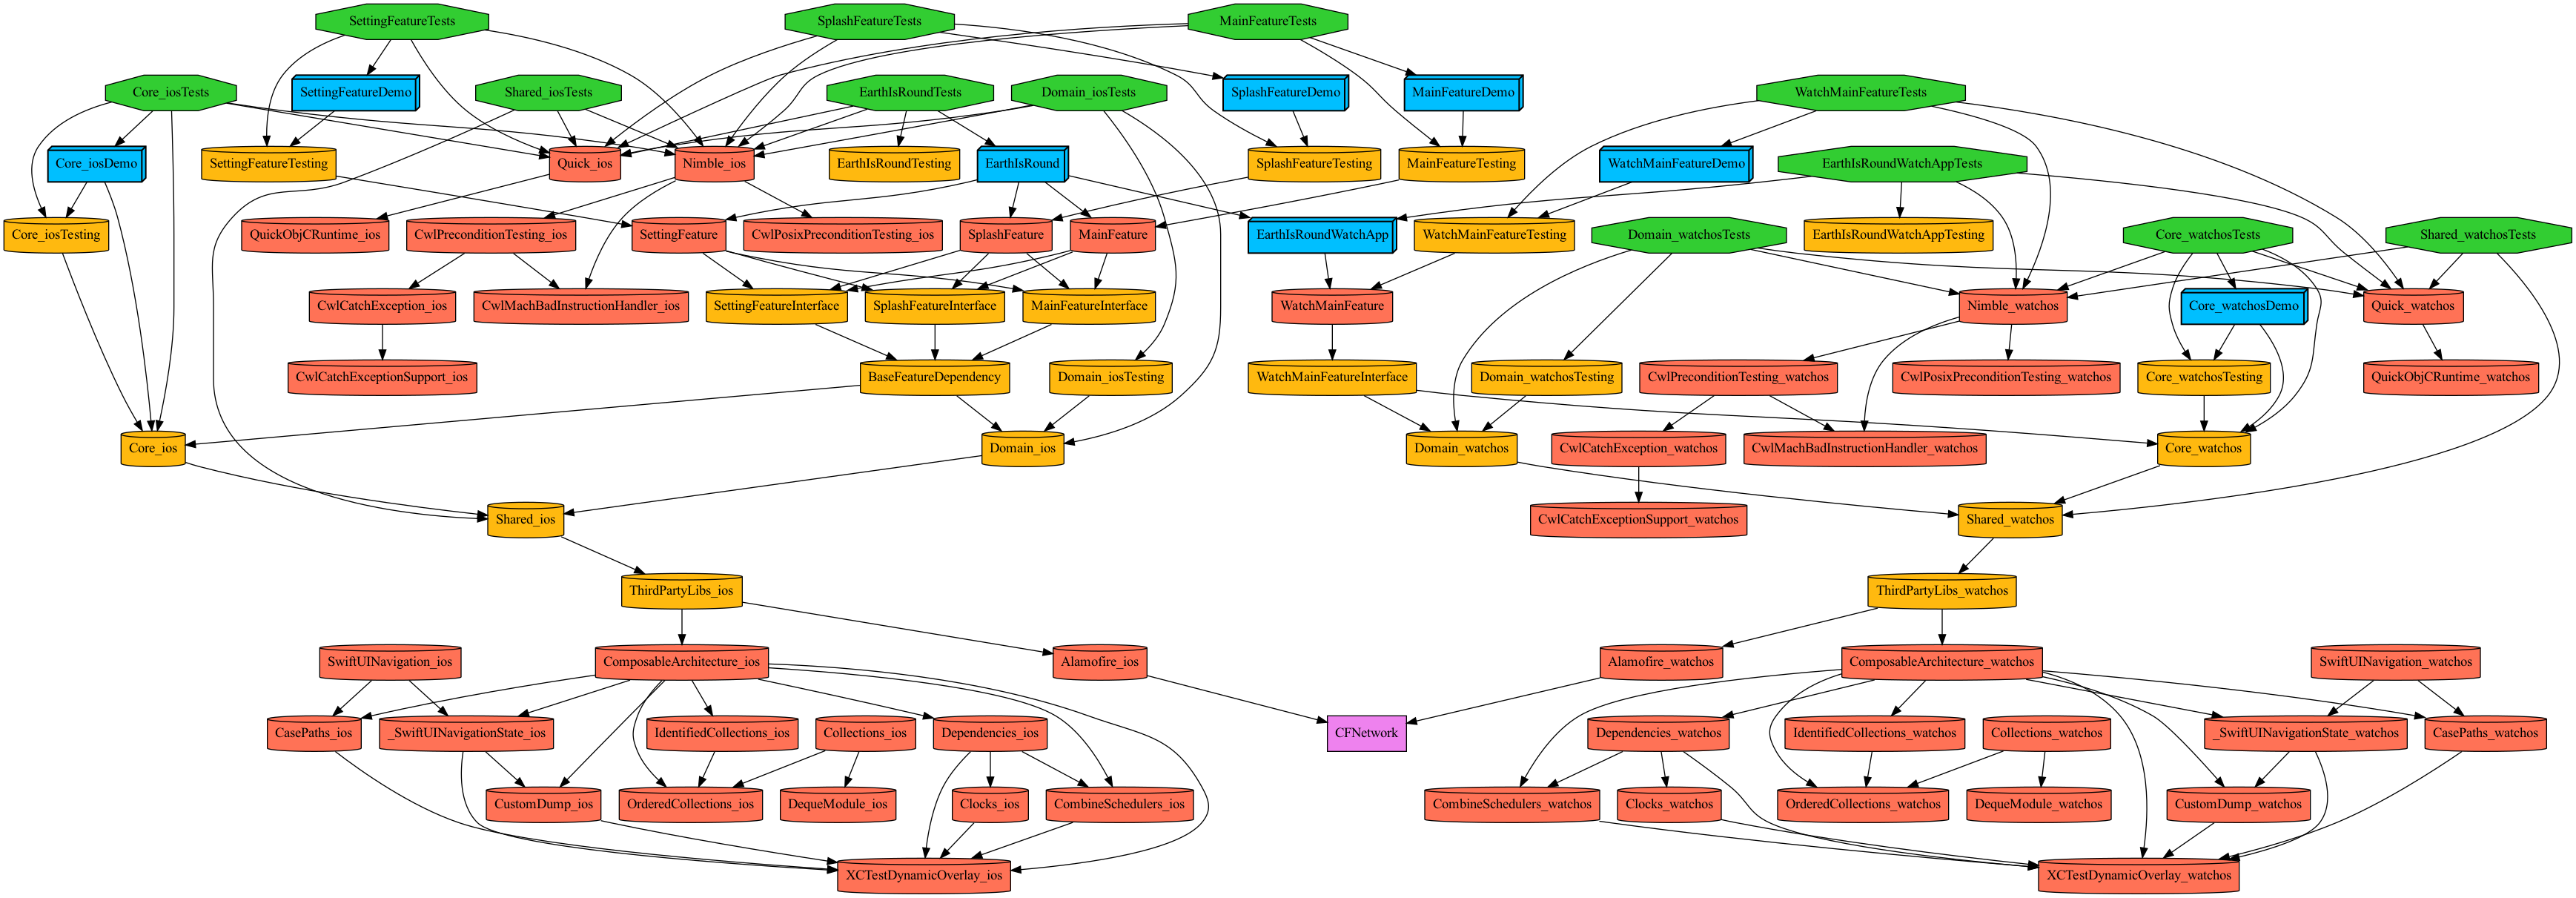 SettingFeatureTests
SplashFeatureTests
MainFeatureTests
Core_iosTests
SettingFeatureDemo
Shared_iosTests
EarthIsRoundTests
Domain_iosTests
SplashFeatureDemo
MainFeatureDemo
WatchMainFeatureTests
Core_iosDemo
SettingFeatureTesting
Quick_ios
Nimble_ios
EarthIsRoundTesting
EarthIsRound
SplashFeatureTesting
MainFeatureTesting
WatchMainFeatureDemo
EarthIsRoundWatchAppTests
Core_iosTesting
QuickObjCRuntime_ios
CwlPreconditionTesting_ios
SettingFeature
CwlPosixPreconditionTesting_ios
SplashFeature
MainFeature
EarthIsRoundWatchApp
WatchMainFeatureTesting
Domain_watchosTests
EarthIsRoundWatchAppTesting
Core_watchosTests
Shared_watchosTests
CwlCatchException_ios
CwlMachBadInstructionHandler_ios
SettingFeatureInterface
SplashFeatureInterface
MainFeatureInterface
WatchMainFeature
Nimble_watchos
Core_watchosDemo
Quick_watchos
CwlCatchExceptionSupport_ios
BaseFeatureDependency
Domain_iosTesting
WatchMainFeatureInterface
Domain_watchosTesting
CwlPreconditionTesting_watchos
CwlPosixPreconditionTesting_watchos
Core_watchosTesting
QuickObjCRuntime_watchos
Core_ios
Domain_ios
Domain_watchos
CwlCatchException_watchos
CwlMachBadInstructionHandler_watchos
Core_watchos
Shared_ios
CwlCatchExceptionSupport_watchos
Shared_watchos
ThirdPartyLibs_ios
ThirdPartyLibs_watchos
SwiftUINavigation_ios
ComposableArchitecture_ios
Alamofire_ios
Alamofire_watchos
ComposableArchitecture_watchos
SwiftUINavigation_watchos
CasePaths_ios
_SwiftUINavigationState_ios
IdentifiedCollections_ios
Collections_ios
Dependencies_ios
CFNetwork
Dependencies_watchos
IdentifiedCollections_watchos
Collections_watchos
_SwiftUINavigationState_watchos
CasePaths_watchos
CustomDump_ios
OrderedCollections_ios
DequeModule_ios
Clocks_ios
CombineSchedulers_ios
CombineSchedulers_watchos
Clocks_watchos
OrderedCollections_watchos
DequeModule_watchos
CustomDump_watchos
XCTestDynamicOverlay_ios
XCTestDynamicOverlay_watchos